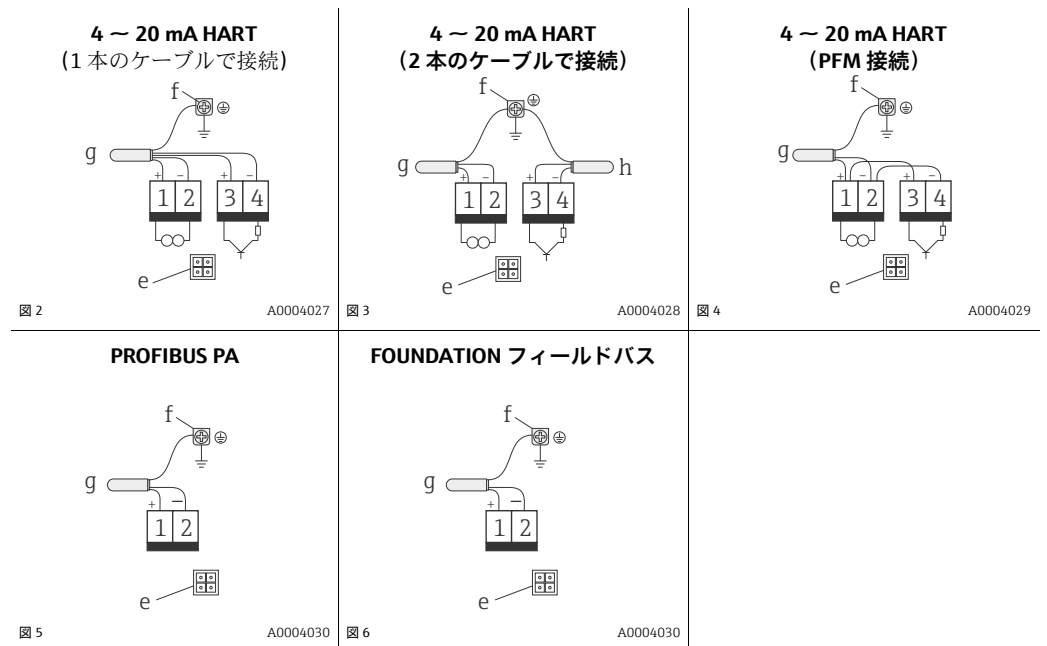 4 ～ 20 mA HART
(1 本のケーブルで接続)
f
g
+ − + −
1 2 3 4
e
図 2
A0004027
4 ～ 20 mA HART
（2 本のケーブルで接続）
f
g
h
+ − + −
1 2 3 4
e
図 3
A0004028
4 ～ 20 mA HART
（PFM 接続）
f
g
+ − + −
1 2 3 4
e
図 4
A0004029
PROFIBUS PA
f
g
+ −
1 2
e
図 5
A0004030
FOUNDATION フィールドバス
f
g
+ −
1 2
e
図 6
A0004030